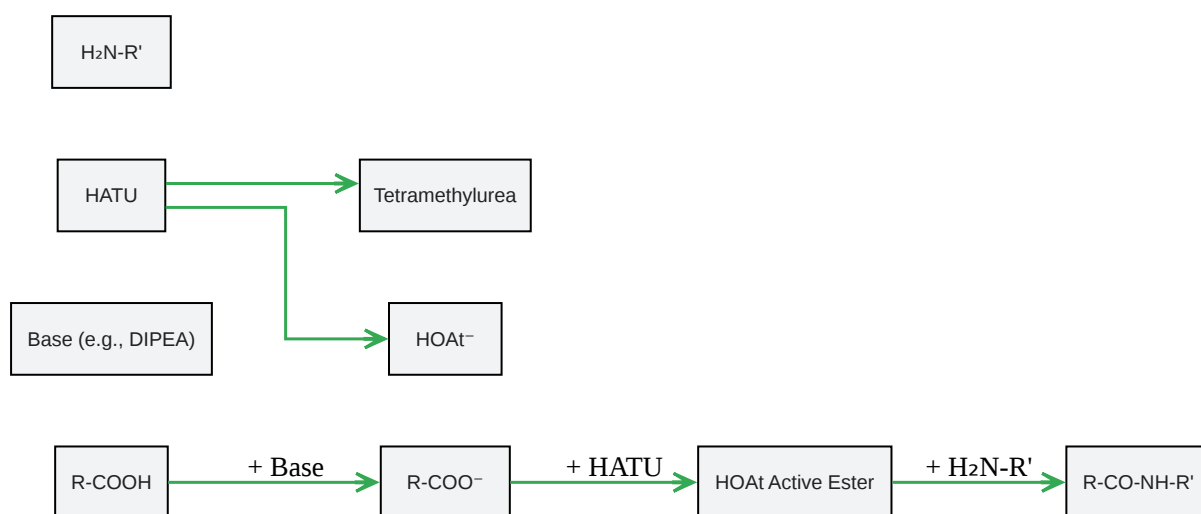 H₂N-R'
HATU
Tetramethylurea
Base (e.g., DIPEA)
HOAt⁻
R-COOH
+ Base
R-COO⁻
+ HATU
HOAt Active Ester
+ H₂N-R'
R-CO-NH-R'